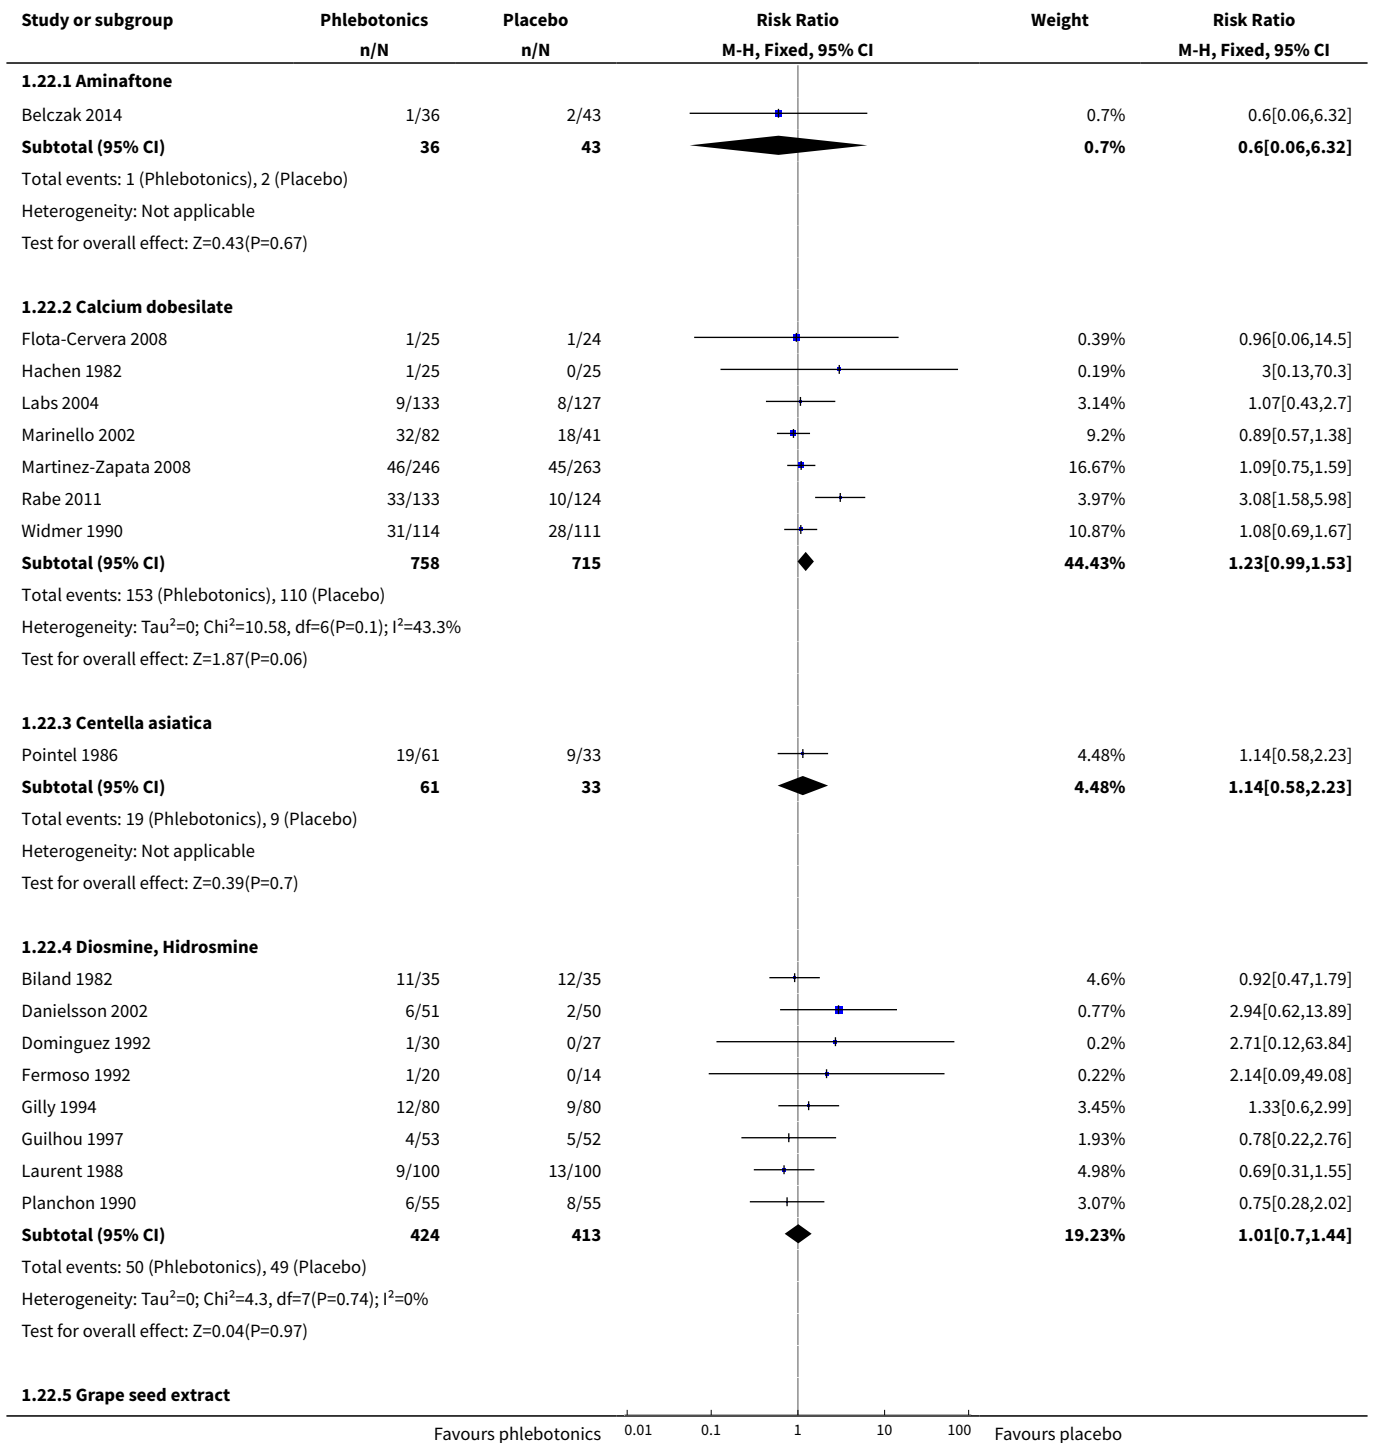 Study or subgroup Phlebotonics Placebo Risk Ratio Weight Risk Ratio
n/N n/N M-H, Fixed, 95% CI M-H, Fixed, 95% CI
1.22.1 Aminaftone
Belczak 2014 1/36 2/43 0.7% 0.6[0.06,6.32]
Subtotal (95% CI) 36 43 0.7% 0.6[0.06,6.32]
Total events: 1 (Phlebotonics), 2 (Placebo)
Heterogeneity: Not applicable
Test for overall effect: Z=0.43(P=0.67)
1.22.2 Calcium dobesilate
Flota-Cervera 2008 1/25 1/24 0.39% 0.96[0.06,14.5]
Hachen 1982 1/25 0/25 0.19% 3[0.13,70.3]
Labs 2004 9/133 8/127 3.14% 1.07[0.43,2.7]
Marinello 2002 32/82 18/41 9.2% 0.89[0.57,1.38]
Martinez-Zapata 2008 46/246 45/263 16.67% 1.09[0.75,1.59]
Rabe 2011 33/133 10/124 3.97% 3.08[1.58,5.98]
Widmer 1990 31/114 28/111 10.87% 1.08[0.69,1.67]
Subtotal (95% CI) 758 715 44.43% 1.23[0.99,1.53]
Total events: 153 (Phlebotonics), 110 (Placebo)
Heterogeneity: Tau²=0; Chi²=10.58, df=6(P=0.1); I²=43.3%
Test for overall effect: Z=1.87(P=0.06)
1.22.3 Centella asiatica
Pointel 1986 19/61 9/33 4.48% 1.14[0.58,2.23]
Subtotal (95% CI) 61 33 4.48% 1.14[0.58,2.23]
Total events: 19 (Phlebotonics), 9 (Placebo)
Heterogeneity: Not applicable
Test for overall effect: Z=0.39(P=0.7)
1.22.4 Diosmine, Hidrosmine
Biland 1982 11/35 12/35 4.6% 0.92[0.47,1.79]
Danielsson 2002 6/51 2/50 0.77% 2.94[0.62,13.89]
Dominguez 1992 1/30 0/27 0.2% 2.71[0.12,63.84]
Fermoso 1992 1/20 0/14 0.22% 2.14[0.09,49.08]
Gilly 1994 12/80 9/80 3.45% 1.33[0.6,2.99]
Guilhou 1997 4/53 5/52 1.93% 0.78[0.22,2.76]
Laurent 1988 9/100 13/100 4.98% 0.69[0.31,1.55]
Planchon 1990 6/55 8/55 3.07% 0.75[0.28,2.02]
Subtotal (95% CI) 424 413 19.23% 1.01[0.7,1.44]
Total events: 50 (Phlebotonics), 49 (Placebo)
Heterogeneity: Tau²=0; Chi²=4.3, df=7(P=0.74); I²=0%
Test for overall effect: Z=0.04(P=0.97)
1.22.5 Grape seed extract
Favours phlebotonics 0.01 0.1 1 10 100 Favours placebo